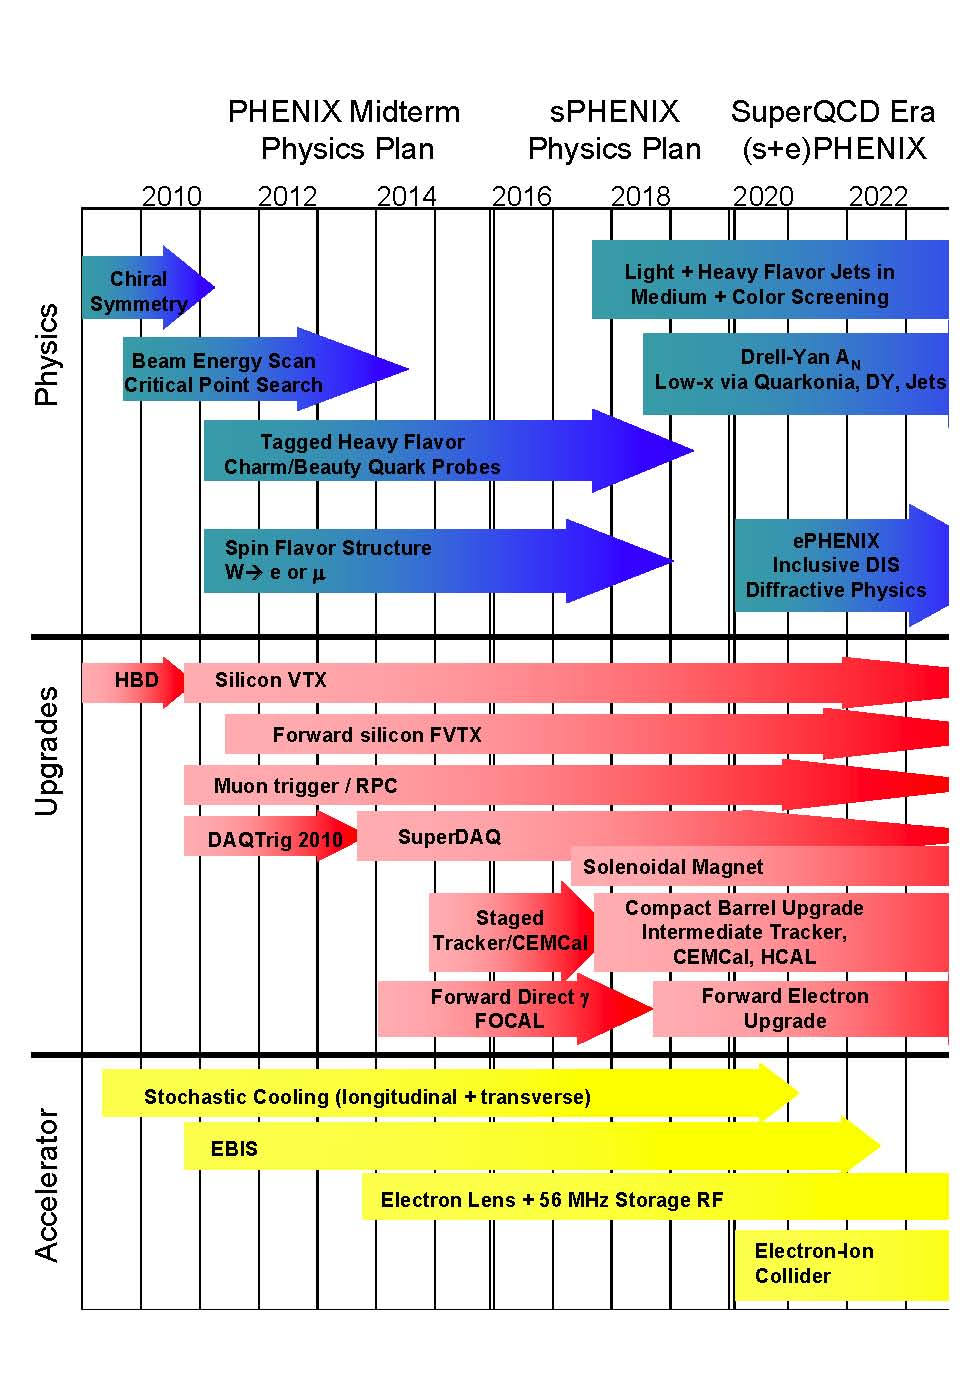 PHENIX Midterm
Physics Plan
sPHENIX
Physics Plan
SuperQCD Era
(s+e)PHENIX
2010 2012 2014 2016 2018 2020 2022
Physics
Chiral
Symmetry
Light + Heavy Flavor Jets in
Medium + Color Screening
Beam Energy Scan
Critical Point Search
Drell-Yan AN
Low-x via Quarkonia, DY, Jets
Tagged Heavy Flavor
Charm/Beauty Quark Probes
Spin Flavor Structure
W→ e or μ
ePHENIX
Inclusive DIS
Diffractive Physics
Upgrades
HBD
Silicon VTX
Forward silicon FVTX
Muon trigger / RPC
DAQTrig 2010
SuperDAQ
Solenoidal Magnet
Staged
Tracker/CEMCal
Compact Barrel Upgrade
Intermediate Tracker,
CEMCal, HCAL
Forward Direct γ
FOCAL
Forward Electron
Upgrade
Accelerator
Stochastic Cooling (longitudinal + transverse)
EBIS
Electron Lens + 56 MHz Storage RF
Electron-Ion
Collider